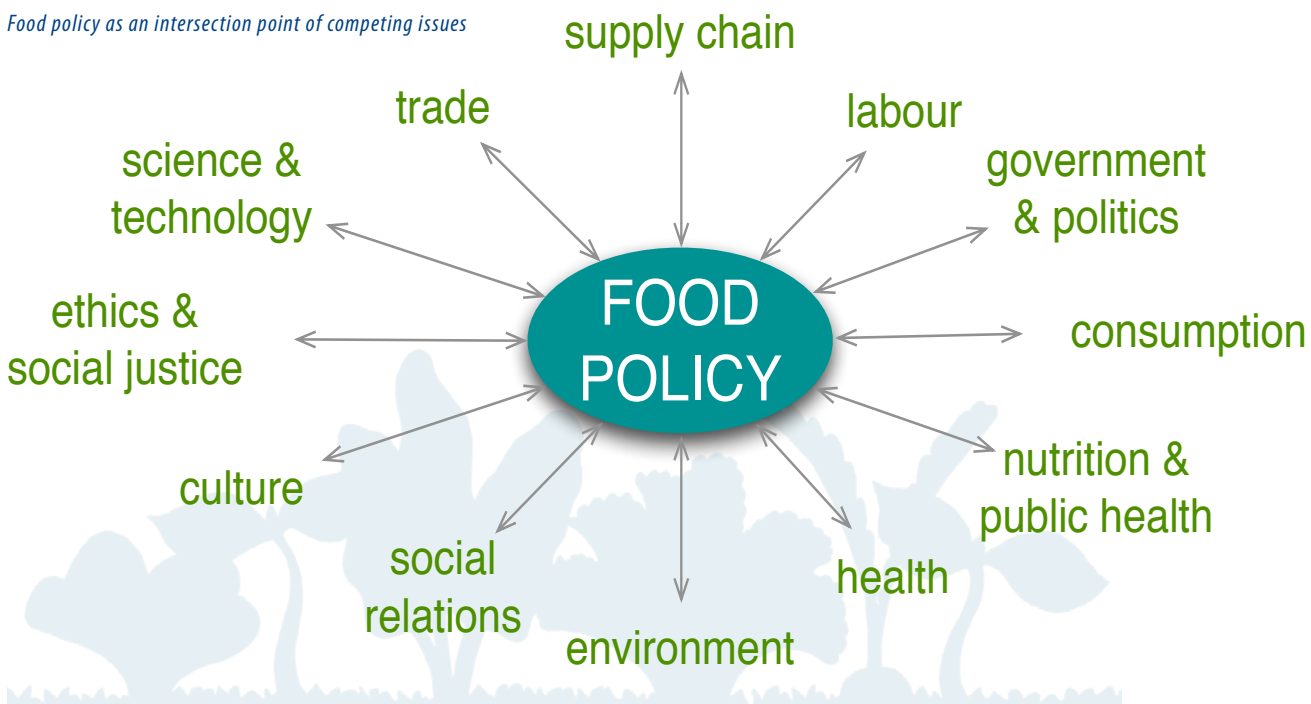 Food policy as an intersection point of competing issues
supply chain
trade
labour
science &
technology
government
& politics
ethics &
social justice
FOOD
POLICY
consumption
culture
nutrition &
public health
social
relations
health
environment